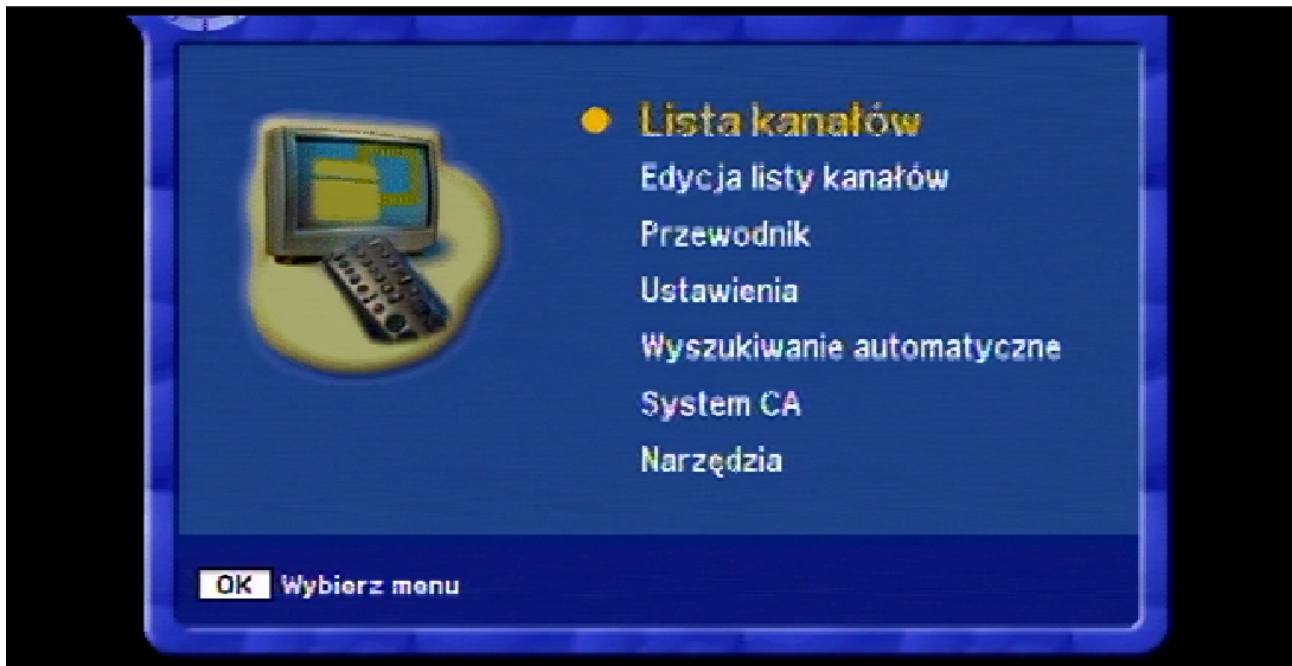 Lista kanałów
Edycja listy kanałów
Przewodnik
Ustawienia
Wyszukiwanie automatyczne
System CA
Narzędzia
OK Wybierz menu